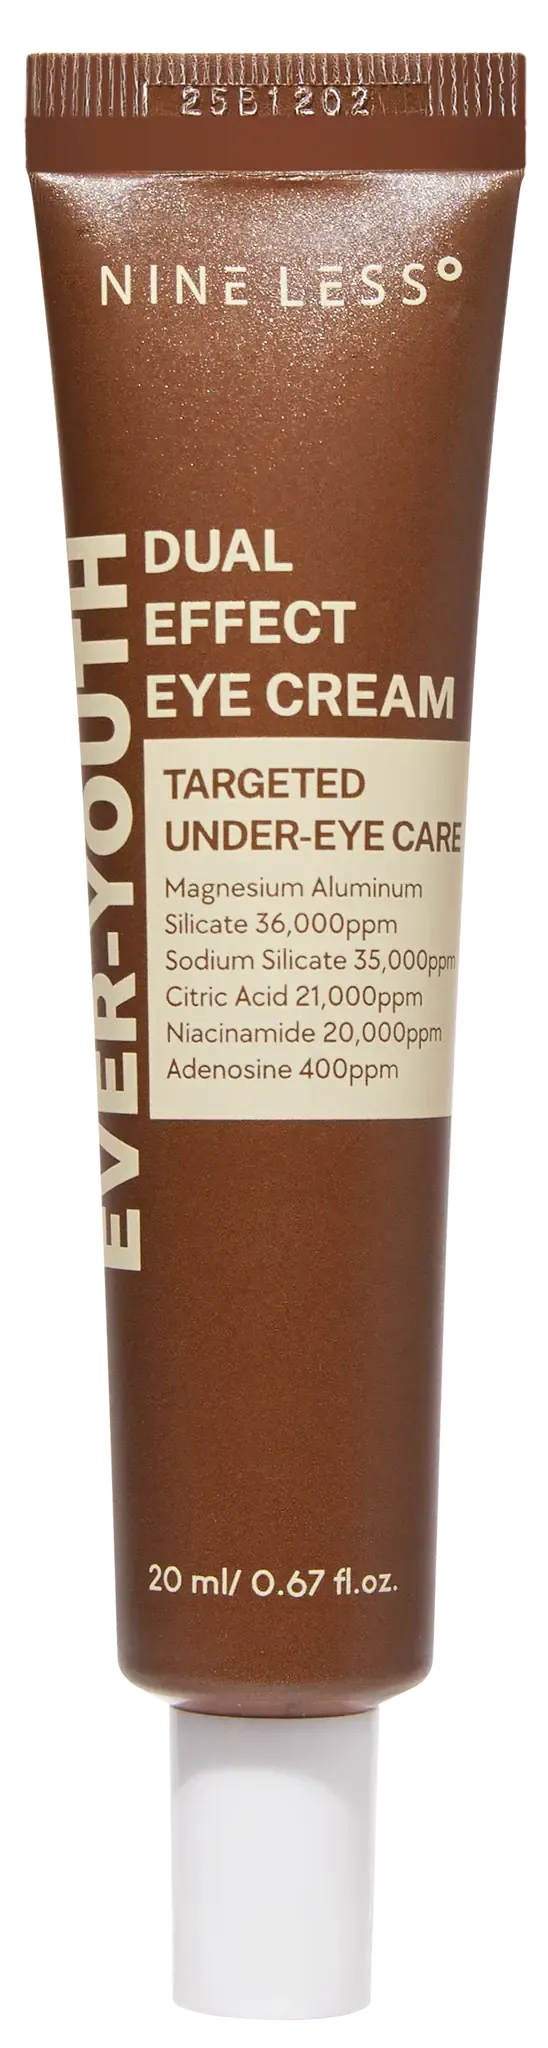 25B1202
NINE LESS°
EVER-YOUTH
DUAL
EFFECT
EYE CREAM
TARGETED
UNDER-EYE CARE
Magnesium Aluminum
Silicate 36,000ppm
Sodium Silicate 35,000ppm
Citric Acid 21,000ppm
Niacinamide 20,000ppm
Adenosine 400ppm
20 ml/ 0.67 fl.oz.